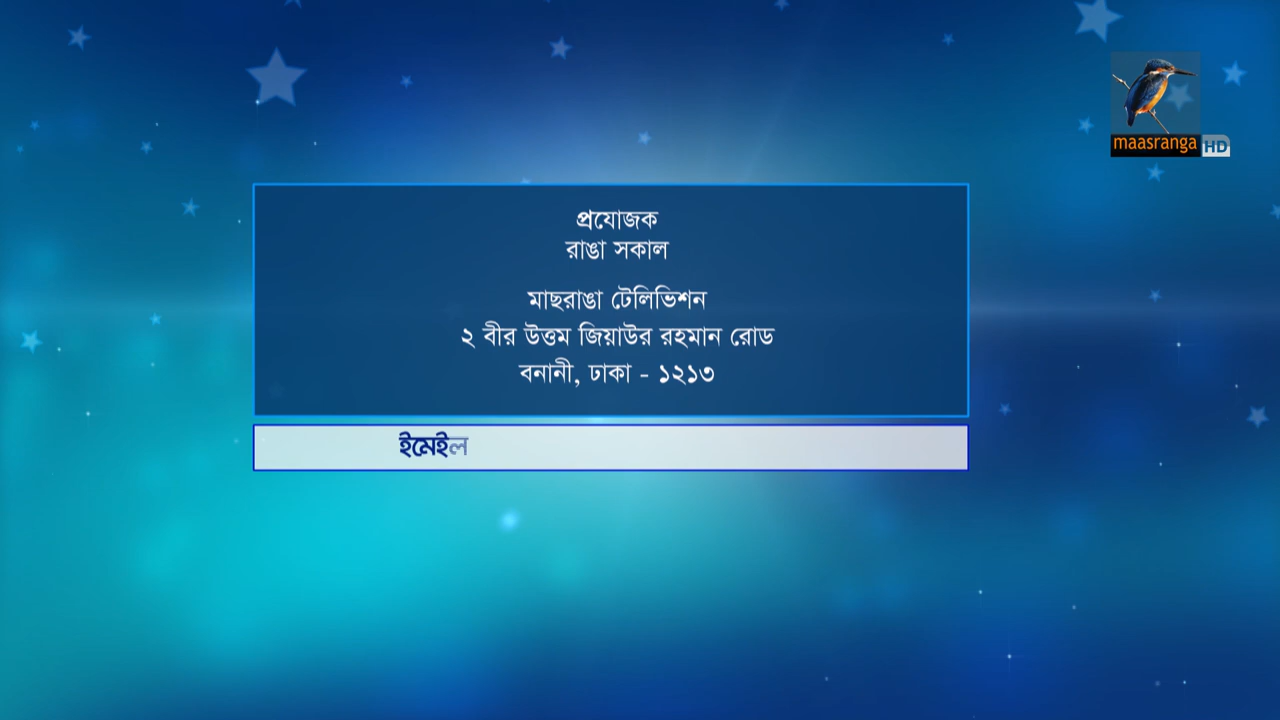 maasranga HD
প্রযোজক
রাঙা সকাল
মাছরাঙা টেলিভিশন
২ বীর উত্তম জিয়াউর রহমান রোড
বনানী, ঢাকা - ১২১৩
ইমেইল